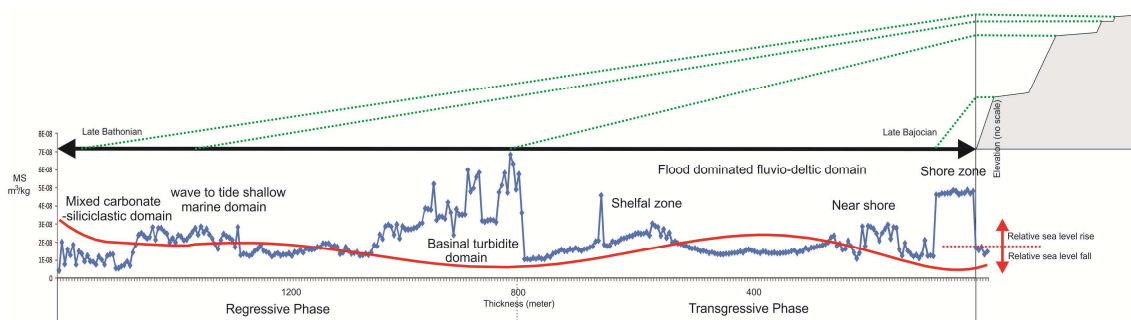 8E-08
7E-08
6E-08
5E-08
4E-08
3E-08
2E-08
1E-08
0
MS
m³/kg
Late Bathonian
Late Bajocian
Elevation (no scale)
Mixed carbonate
-siliciclastic domain
wave to tide shallow
marine domain
Basinal turbidite
domain
Shelfal zone
Flood dominated fluvio-deltic domain
Near shore
Shore zone
Relative sea level rise
Relative sea level fall
1200
800
400
Regressive Phase
Thickness (meter)
Transgressive Phase